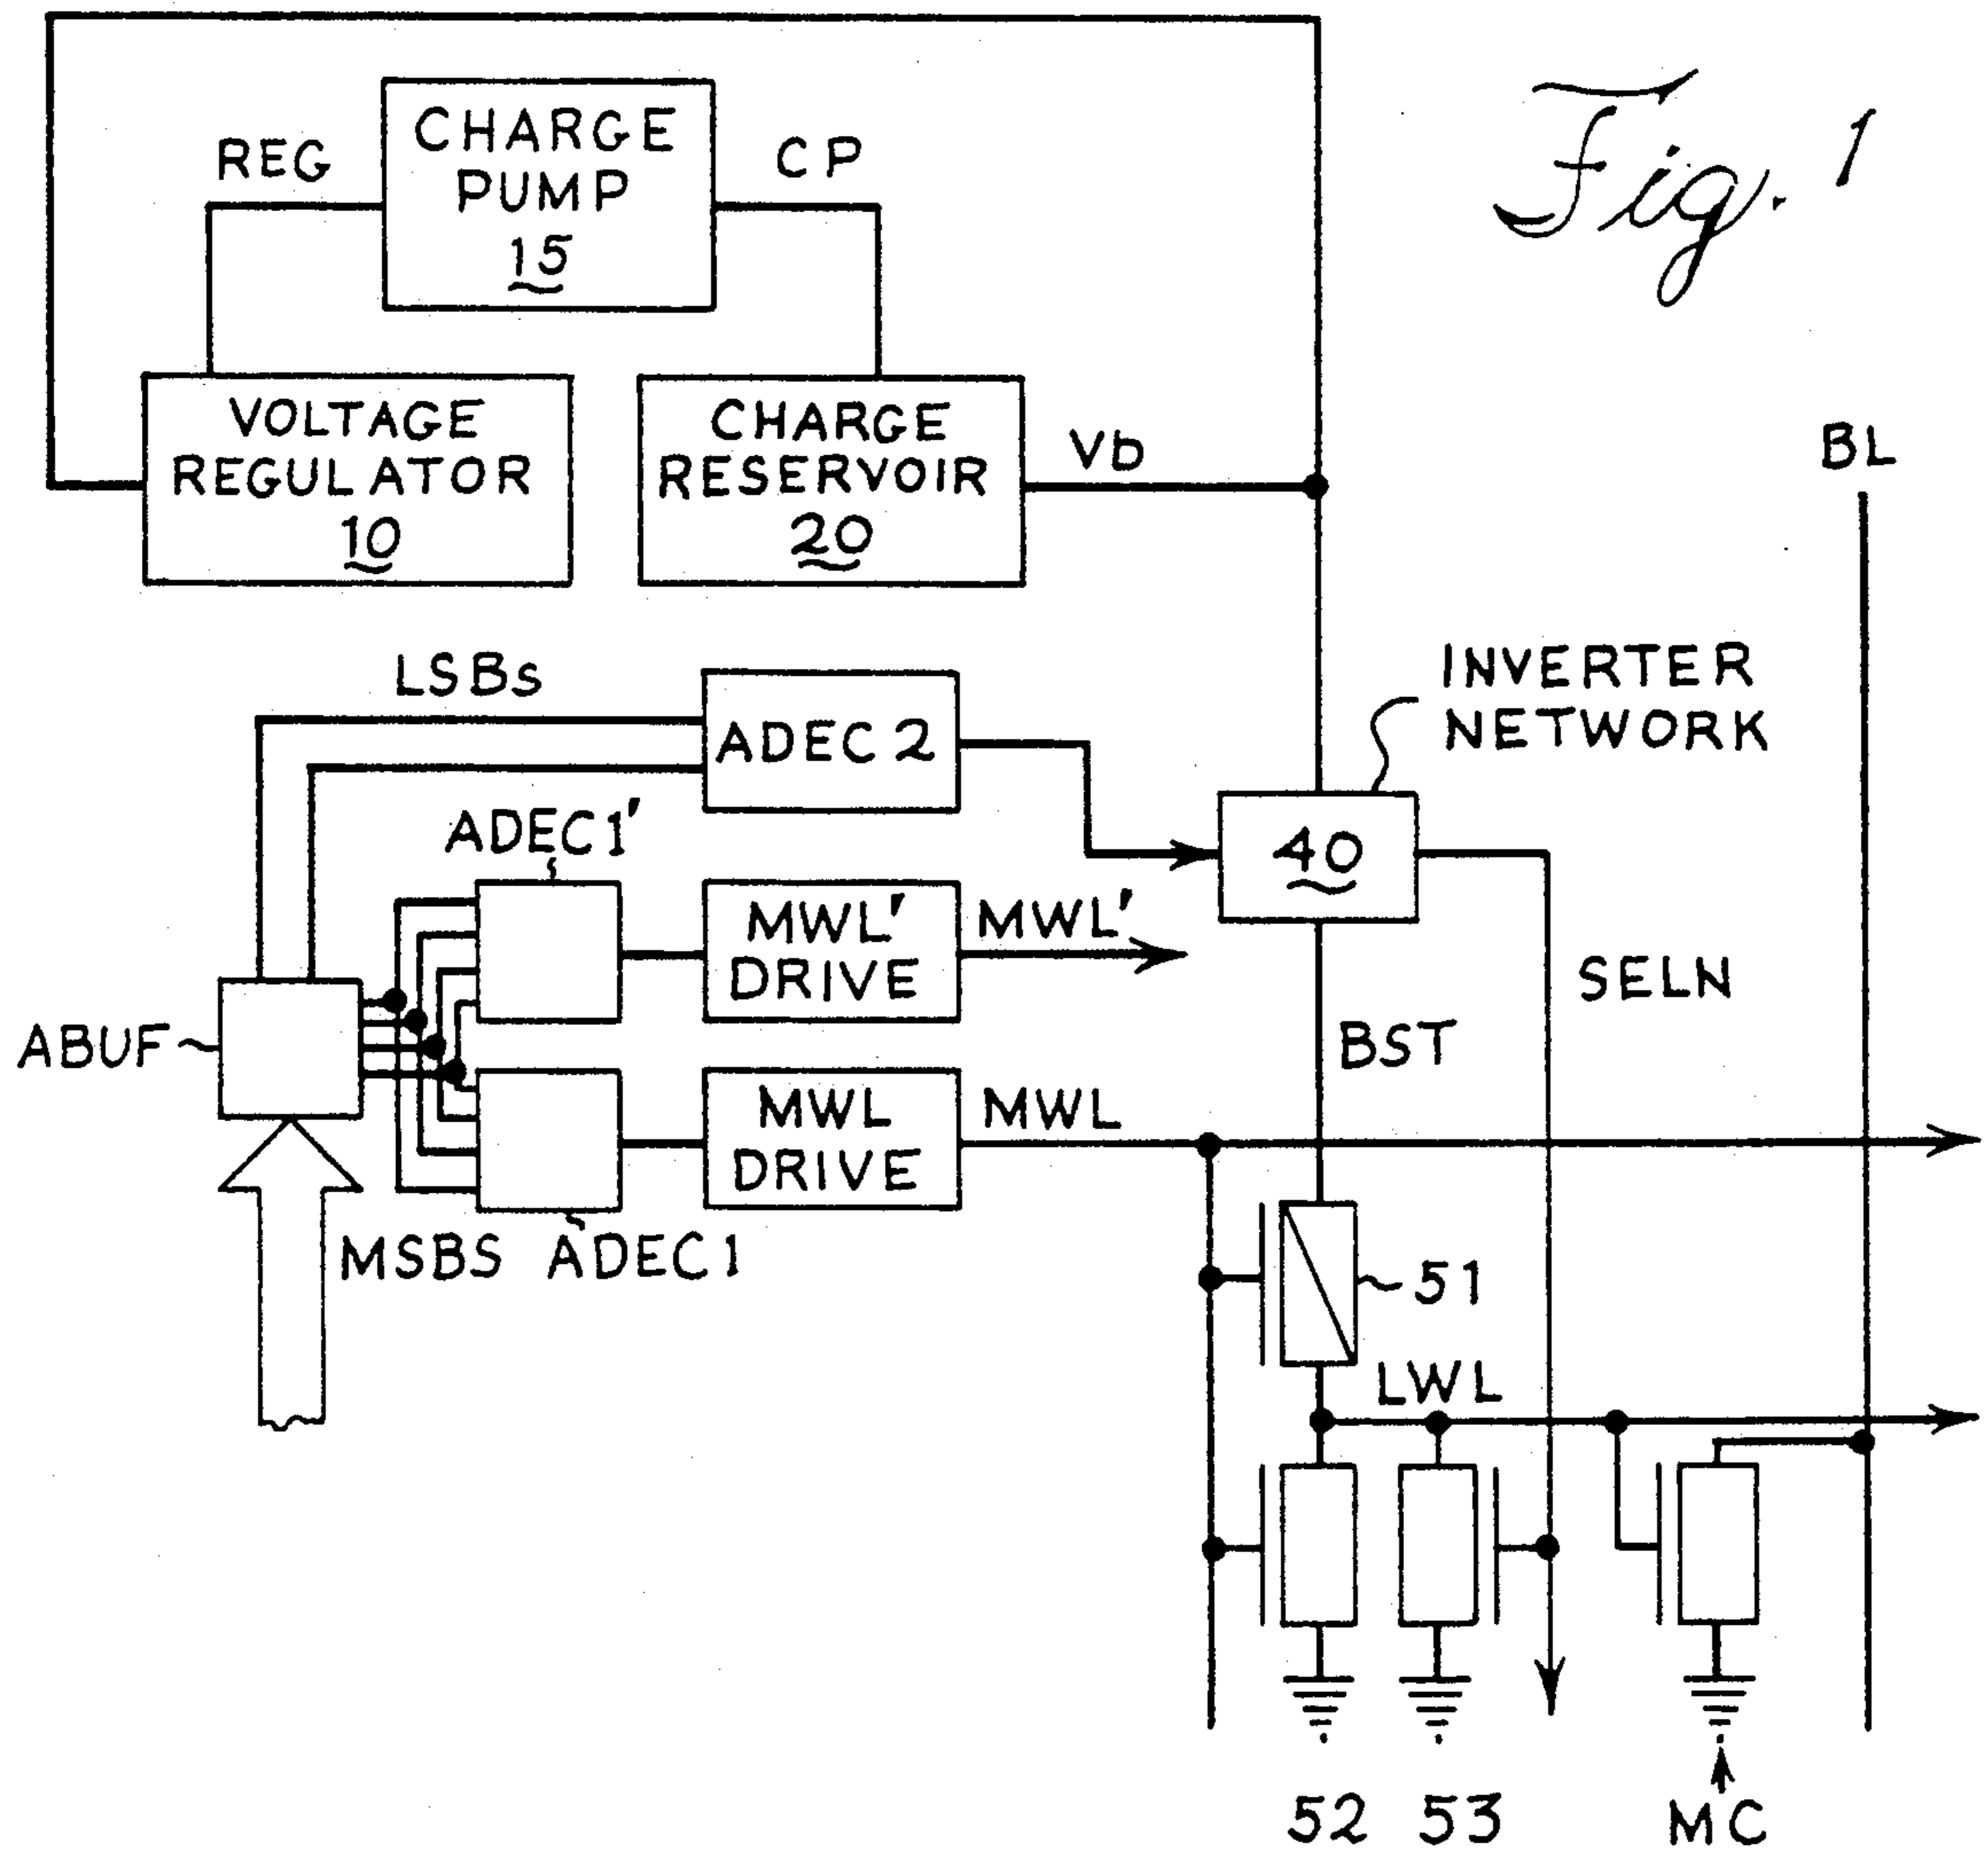 Fig. 1
CHARGE
PUMP
15
REG
CP
VOLTAGE
REGULATOR
10
CHARGE
RESERVOIR
20
Vb
BL
LSBs
ADEC 2
INVERTER
NETWORK
40
ADEC1'
MWL'
DRIVE
MWL'
SELN
ABUF
BST
MWL
DRIVE
MWL
MSBS
ADEC1
51
LWL
52
53
MC